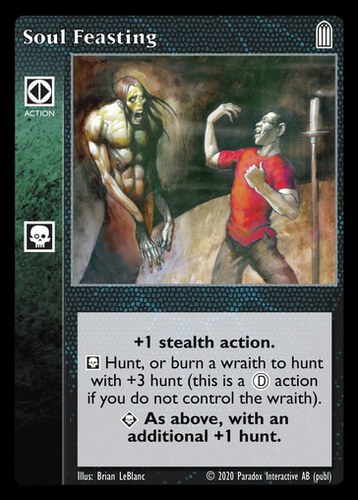 Soul Feasting
ACTION
+1 stealth action.
Hunt, or burn a wraith to hunt
with +3 hunt (this is a D action
if you do not control the wraith).
As above, with an
additional +1 hunt.
Illus: Brian LeBlanc © 2020 Paradox Interactive AB (publ)